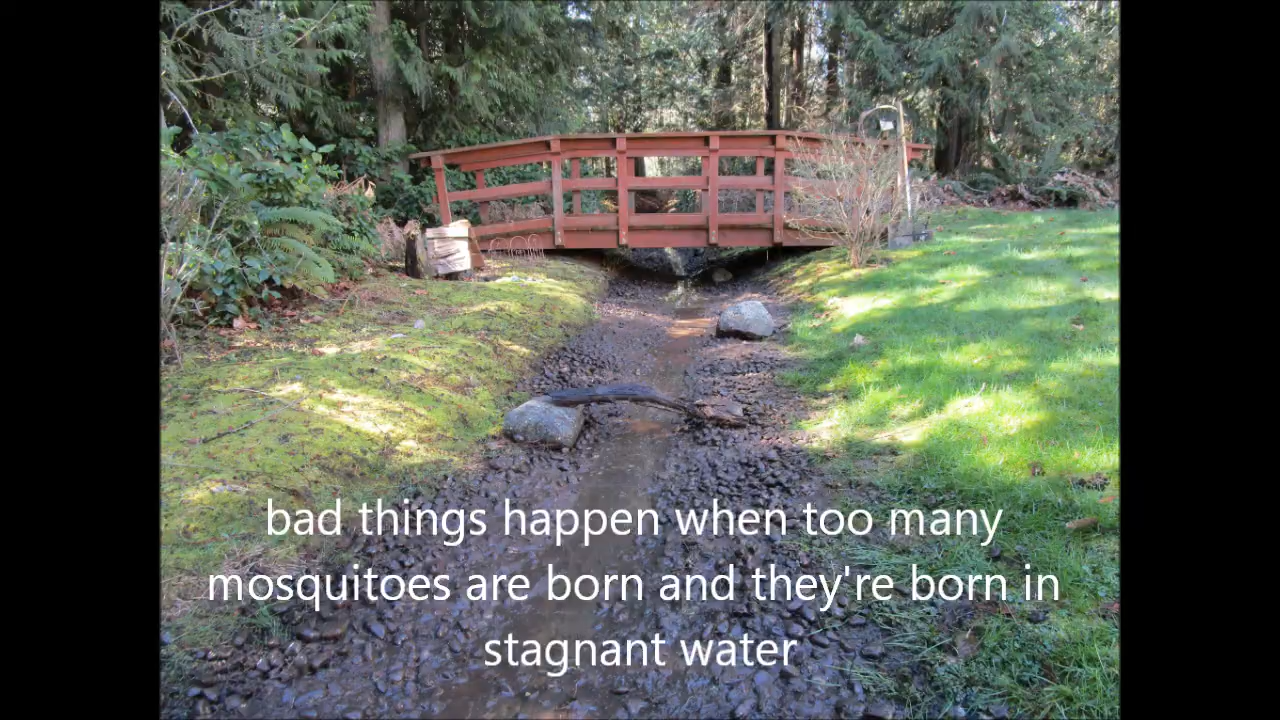 bad things happen when too many
mosquitoes are born and they're born in
stagnant water